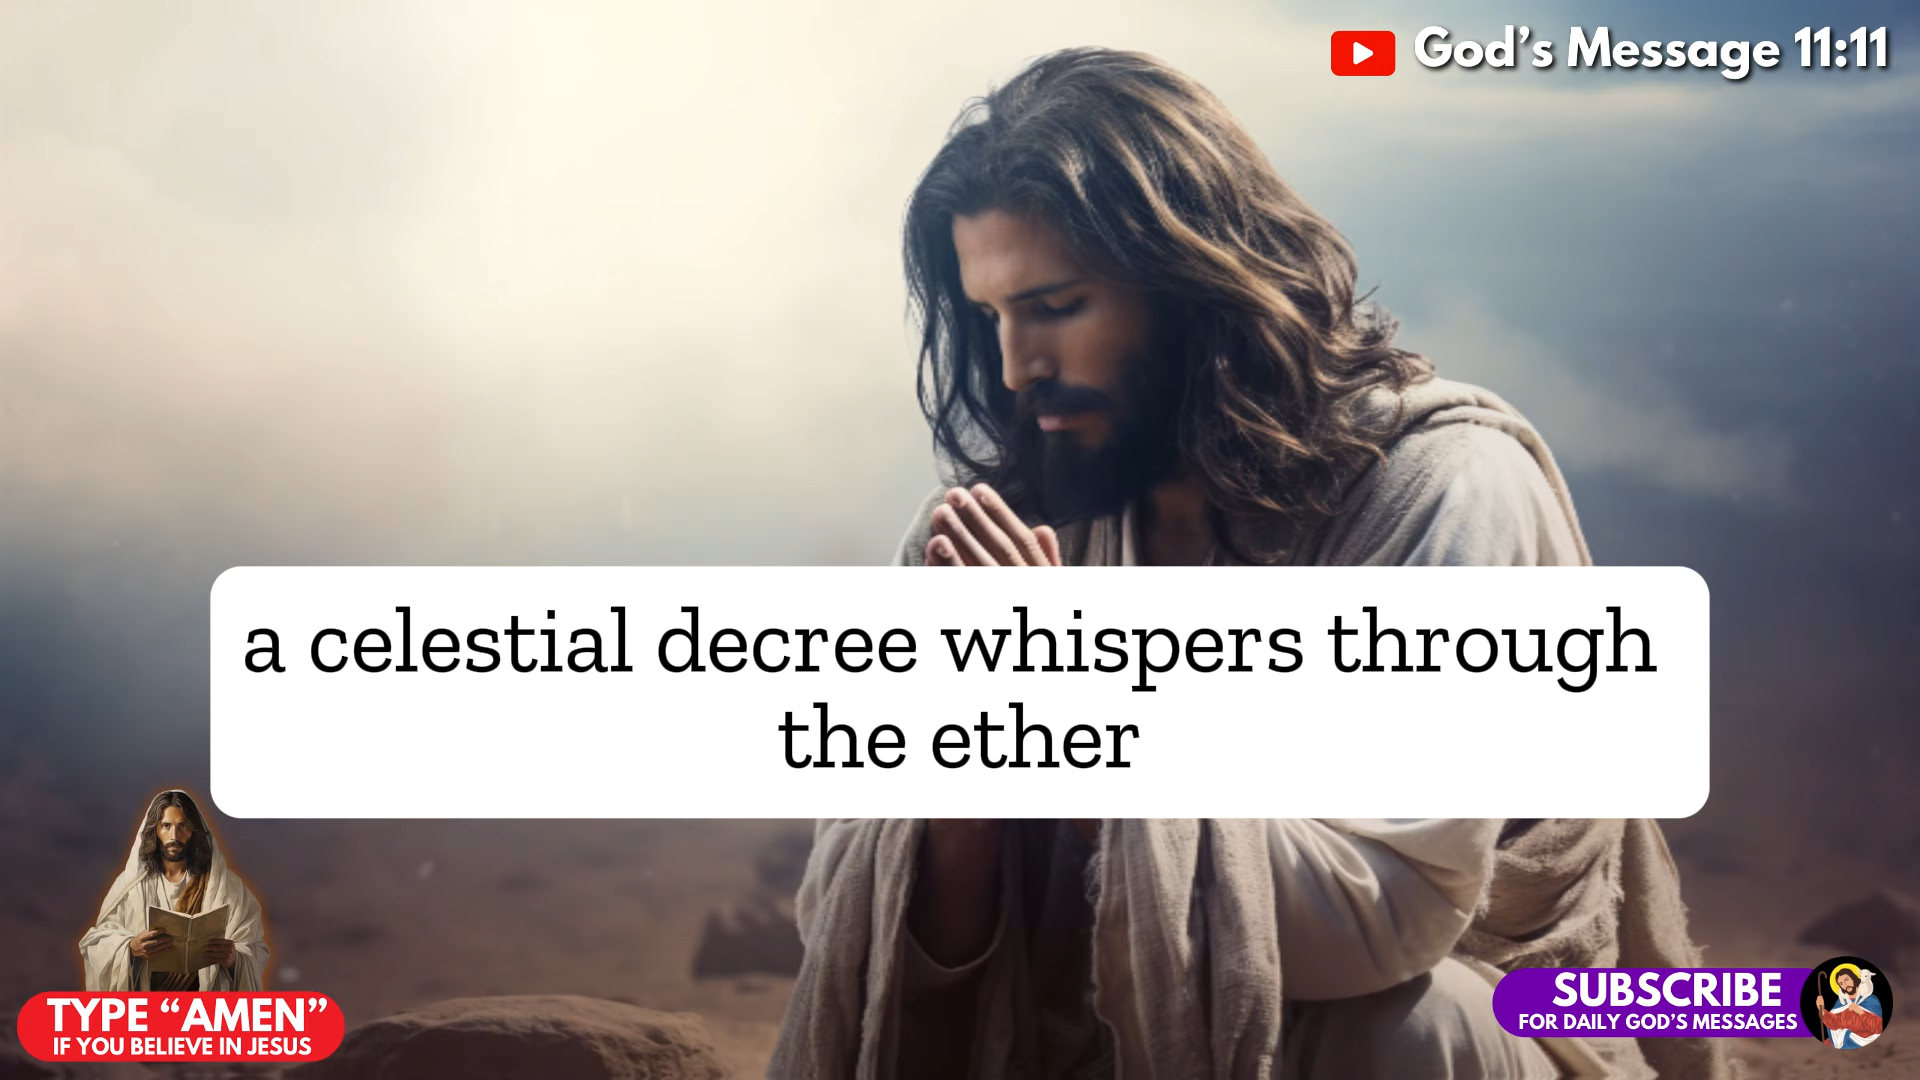 God’s Message 11:11
a celestial decree whispers through
the ether
TYPE “AMEN”
IF YOU BELIEVE IN JESUS
SUBSCRIBE
FOR DAILY GOD’S MESSAGES